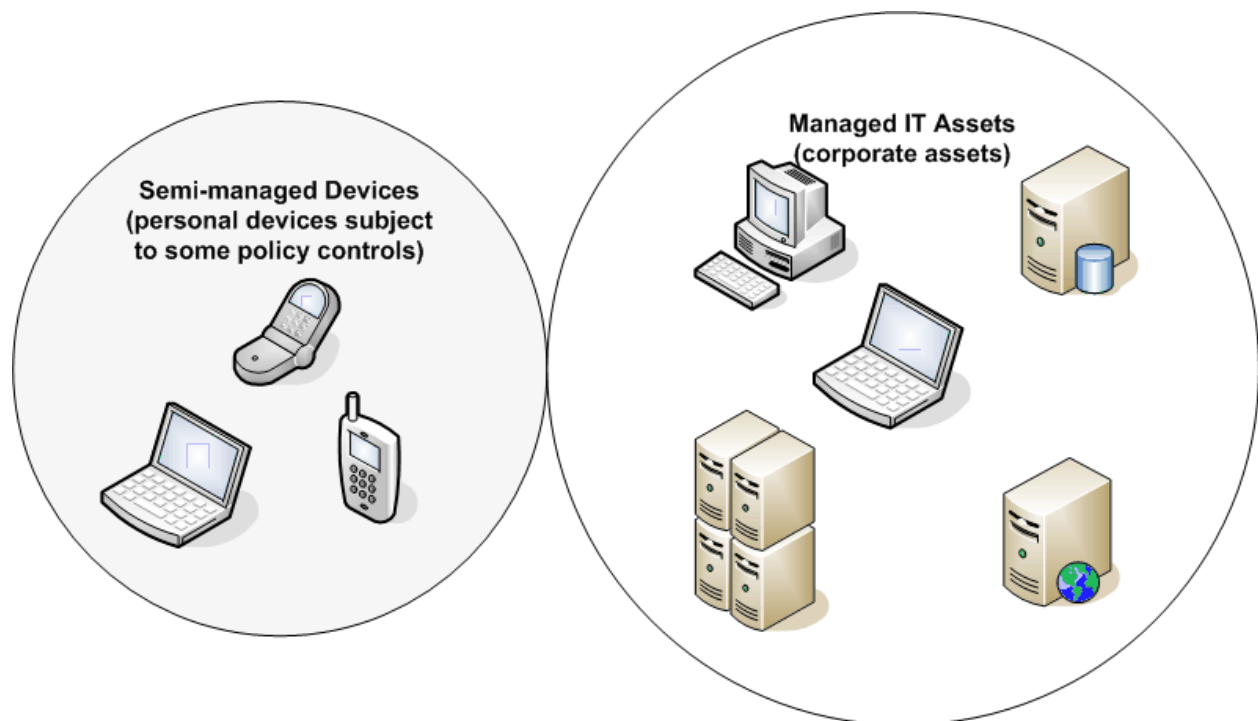 Semi-managed Devices
(personal devices subject
to some policy controls)
Managed IT Assets
(corporate assets)